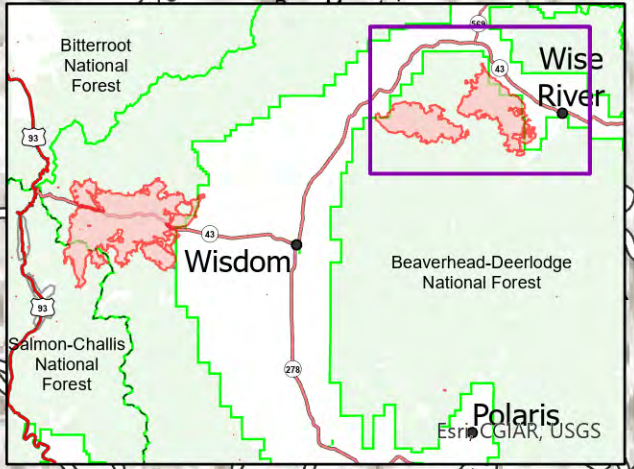 Bitterroot
National
Forest
569
43
Wise
River
93
43
Wisdom
Beaverhead-Deerlodge
National Forest
93
Salmon-Challis
National
Forest
278
Polaris
Esri, CGIAR, USGS